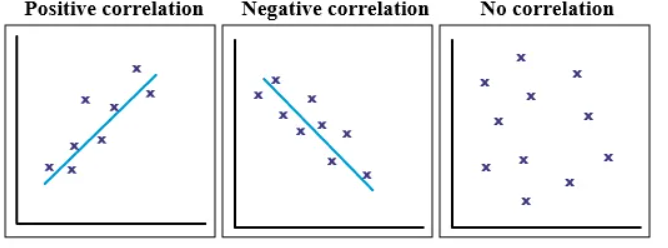 Positive correlation
Negative correlation
No correlation